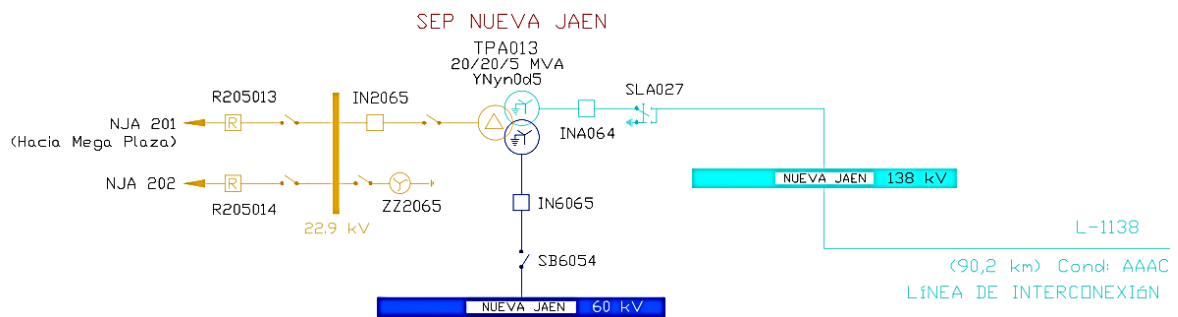 SEP NUEVA JAEN
TPA013
20/20/5 MVA
YNyn0d5
R205013
IN2065
SLA027
NJA 201
(Hacia Mega Plaza)
INA064
NJA 202
R
R
R205014
ZZ2065
22.9 kV
NUEVA JAEN 138 kV
IN6065
SB6054
L-1138
(90,2 km) Cond: AAAC
LíNEA DE INTERCONEXIóN
NUEVA JAEN 60 kV